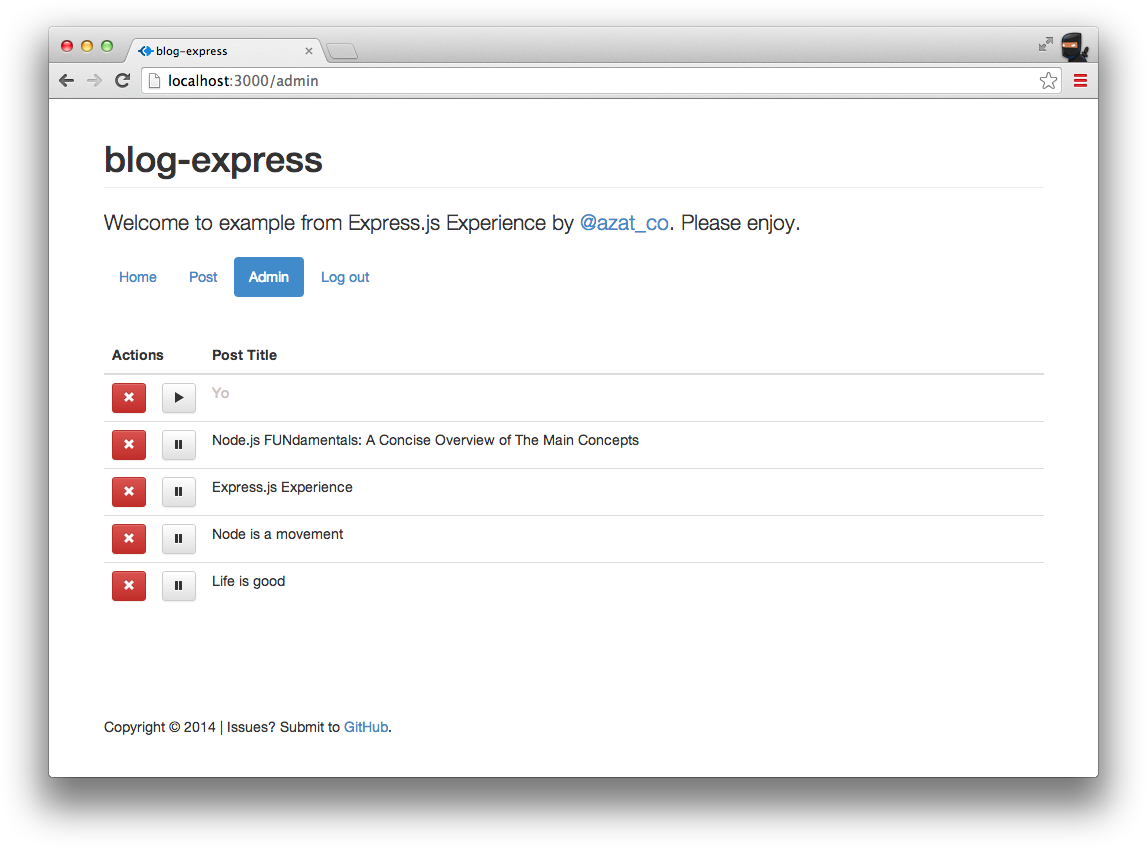 blog-express
localhost:3000/admin
blog-express
Welcome to example from Express.js Experience by @azat_co. Please enjoy.
Home Post Admin Log out
Actions Post Title
Yo
Node.js FUNdamentals: A Concise Overview of The Main Concepts
Express.js Experience
Node is a movement
Life is good
Copyright © 2014 | Issues? Submit to GitHub.